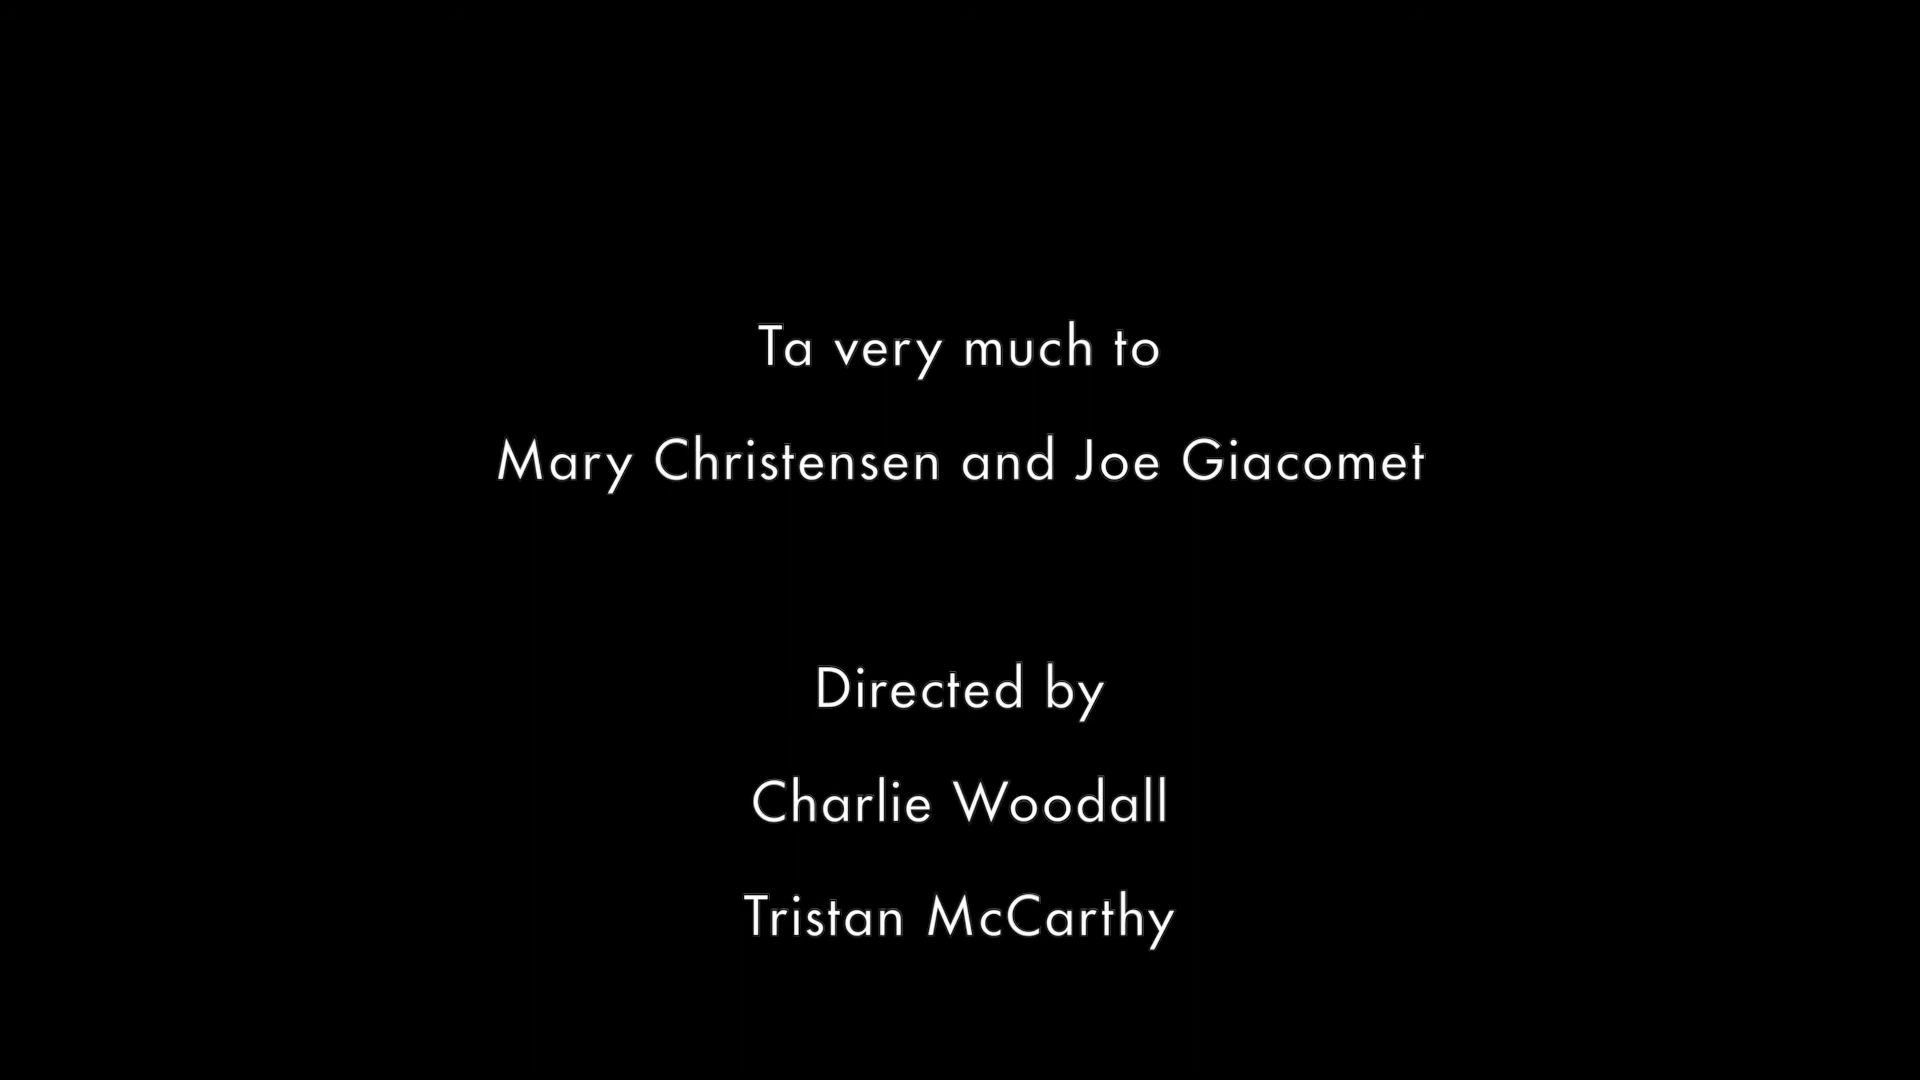 Ta very much to
Mary Christensen and Joe Giacomet
Directed by
Charlie Woodall
Tristan McCarthy